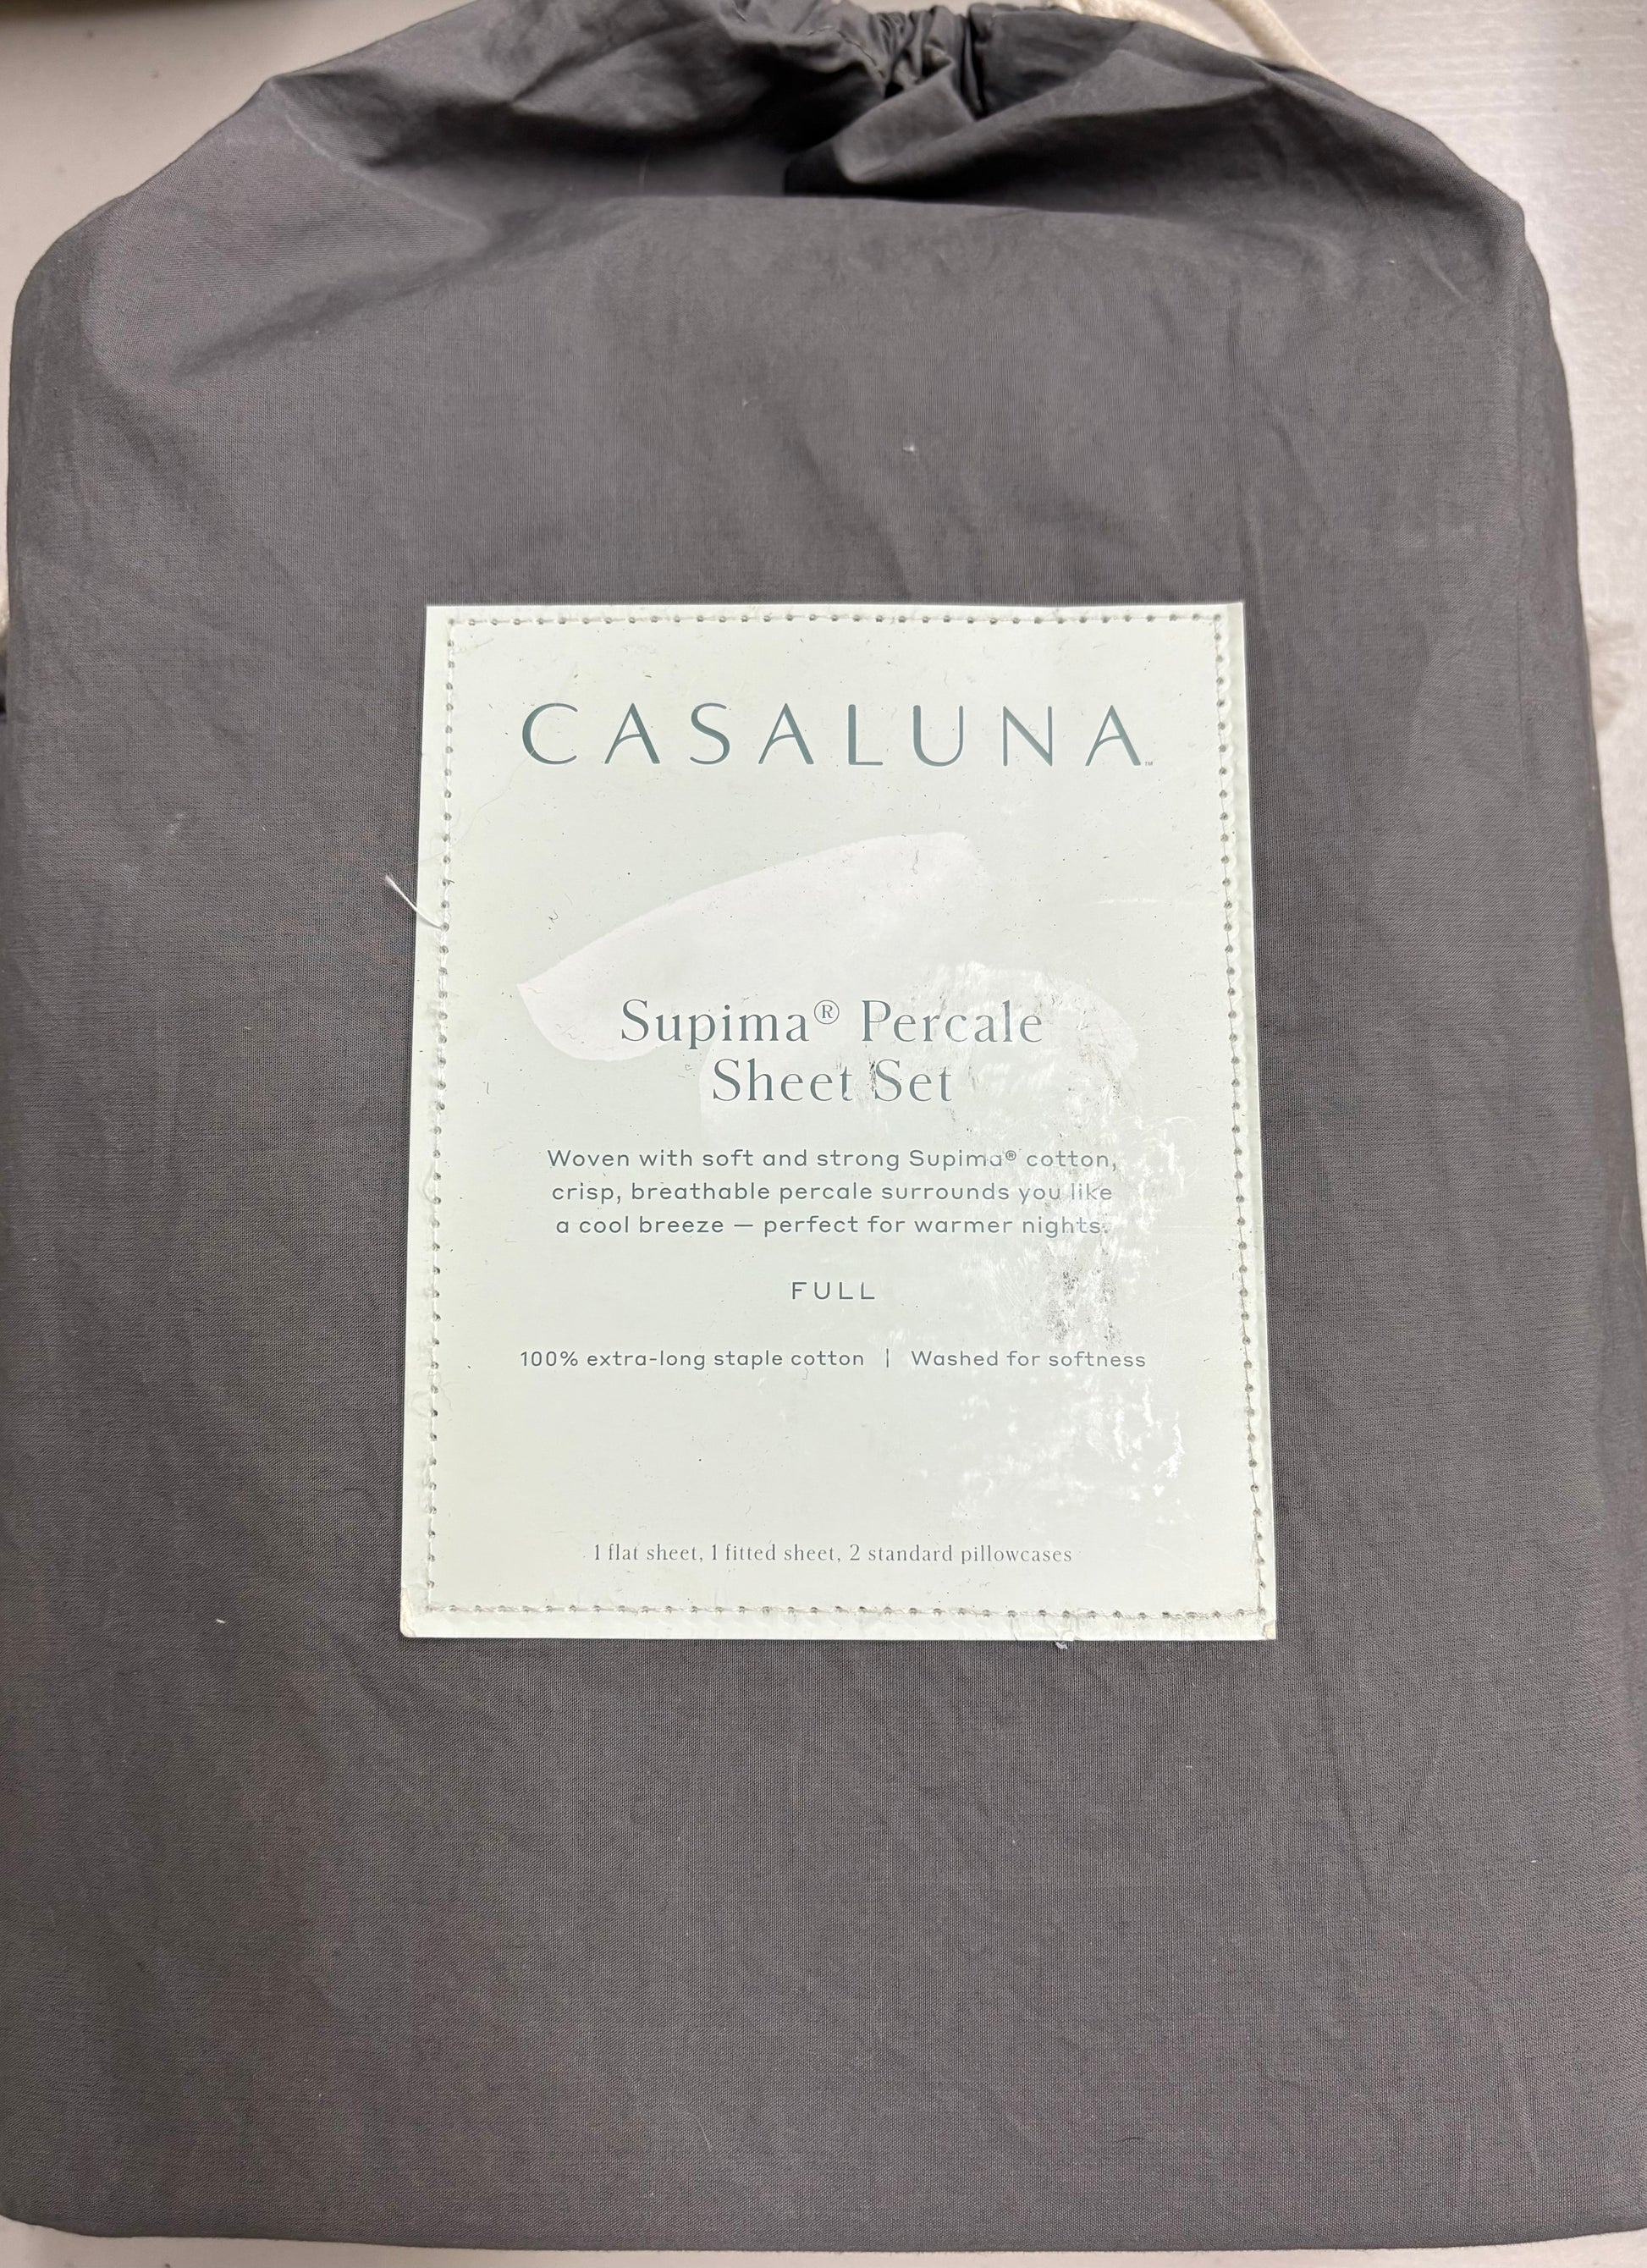 CASALUNA™
Supima® Percale
Sheet Set
Woven with soft and strong Supima® cotton,
crisp, breathable percale surrounds you like
a cool breeze — perfect for warmer nights.
FULL
100% extra-long staple cotton | Washed for softness
1 flat sheet, 1 fitted sheet, 2 standard pillowcases